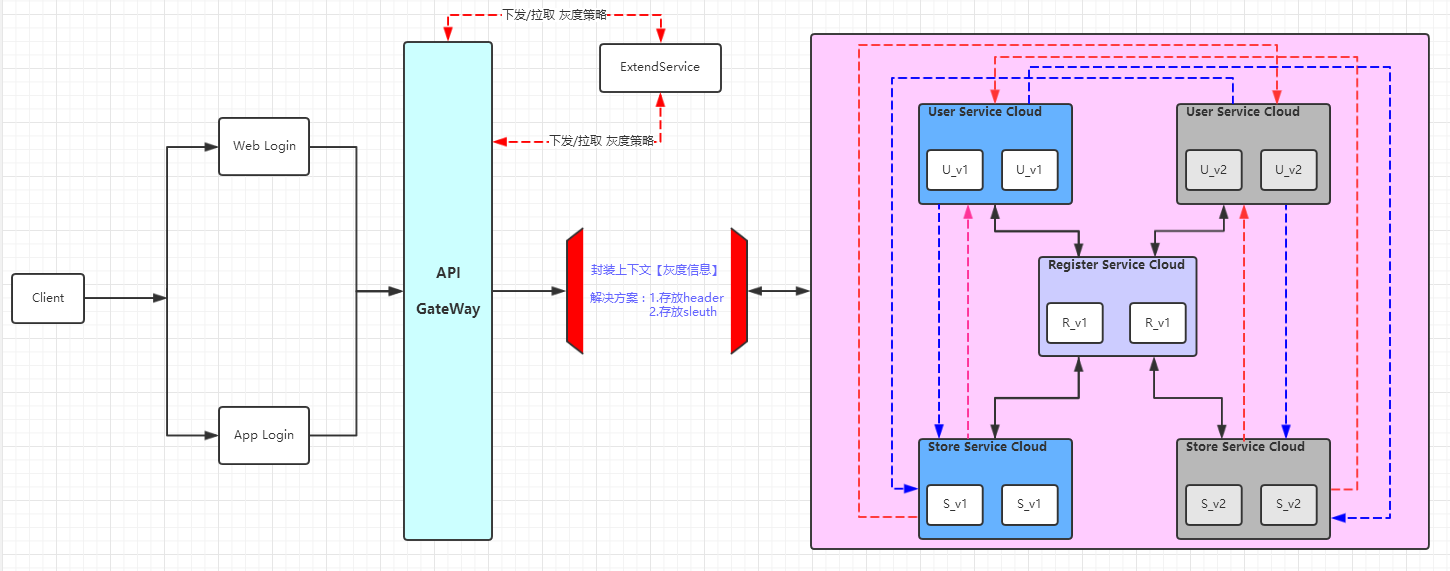 下发/拉取 灰度策略
ExtendService
下发/拉取 灰度策略
Client
Web Login
App Login
API
GateWay
封装上下文【灰度信息】
解决方案：1.存放header
2.存放sleuth
User Service Cloud
U_v1
U_v1
User Service Cloud
U_v2
U_v2
Register Service Cloud
R_v1
R_v1
Store Service Cloud
S_v1
S_v1
Store Service Cloud
S_v2
S_v2